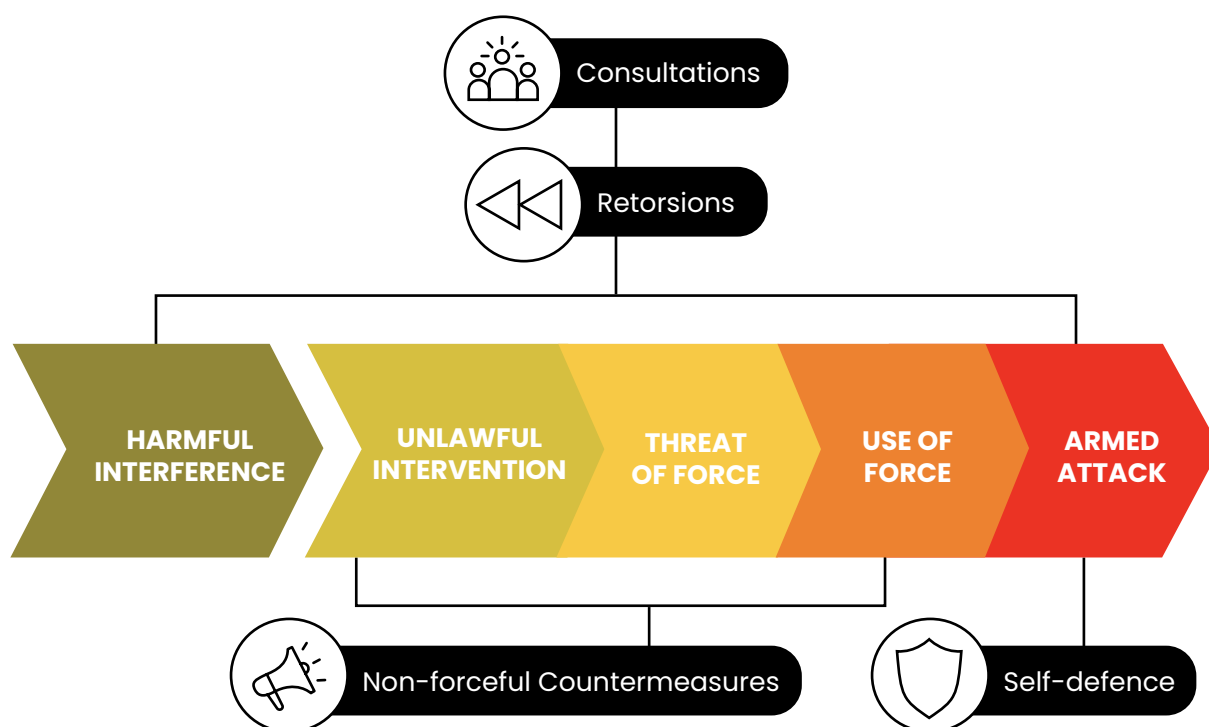 Consultations
Retorsions
HARMFUL
INTERFERENCE
UNLAWFUL
INTERVENTION
THREAT
OF FORCE
USE OF
FORCE
ARMED
ATTACK
Non-forceful Countermeasures
Self-defence